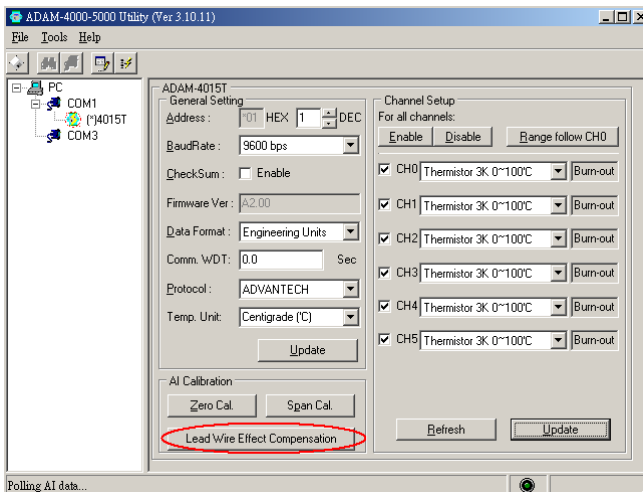 ADAM-4000-5000 Utility (Ver 3.10.11)
File Tools Help
PC
COM1
(*)4015T
COM3
ADAM-4015T
General Setting
Address : *01 HEX 1 DEC
BaudRate : 9600 bps
CheckSum : Enable
Firmware Ver : A2.00
Data Format : Engineering Units
Comm. WDT: 0.0 Sec
Protocol : ADVANTECH
Temp. Unit: Centigrade (°C)
Update
AI Calibration
Zero Cal. Span Cal.
Lead Wire Effect Compensation
Channel Setup
For all channels:
Enable Disable Range follow CH0
CH0 Thermistor 3K 0~100°C Burn-out
CH1 Thermistor 3K 0~100°C Burn-out
CH2 Thermistor 3K 0~100°C Burn-out
CH3 Thermistor 3K 0~100°C Burn-out
CH4 Thermistor 3K 0~100°C Burn-out
CH5 Thermistor 3K 0~100°C Burn-out
Refresh Update
Polling AI data...